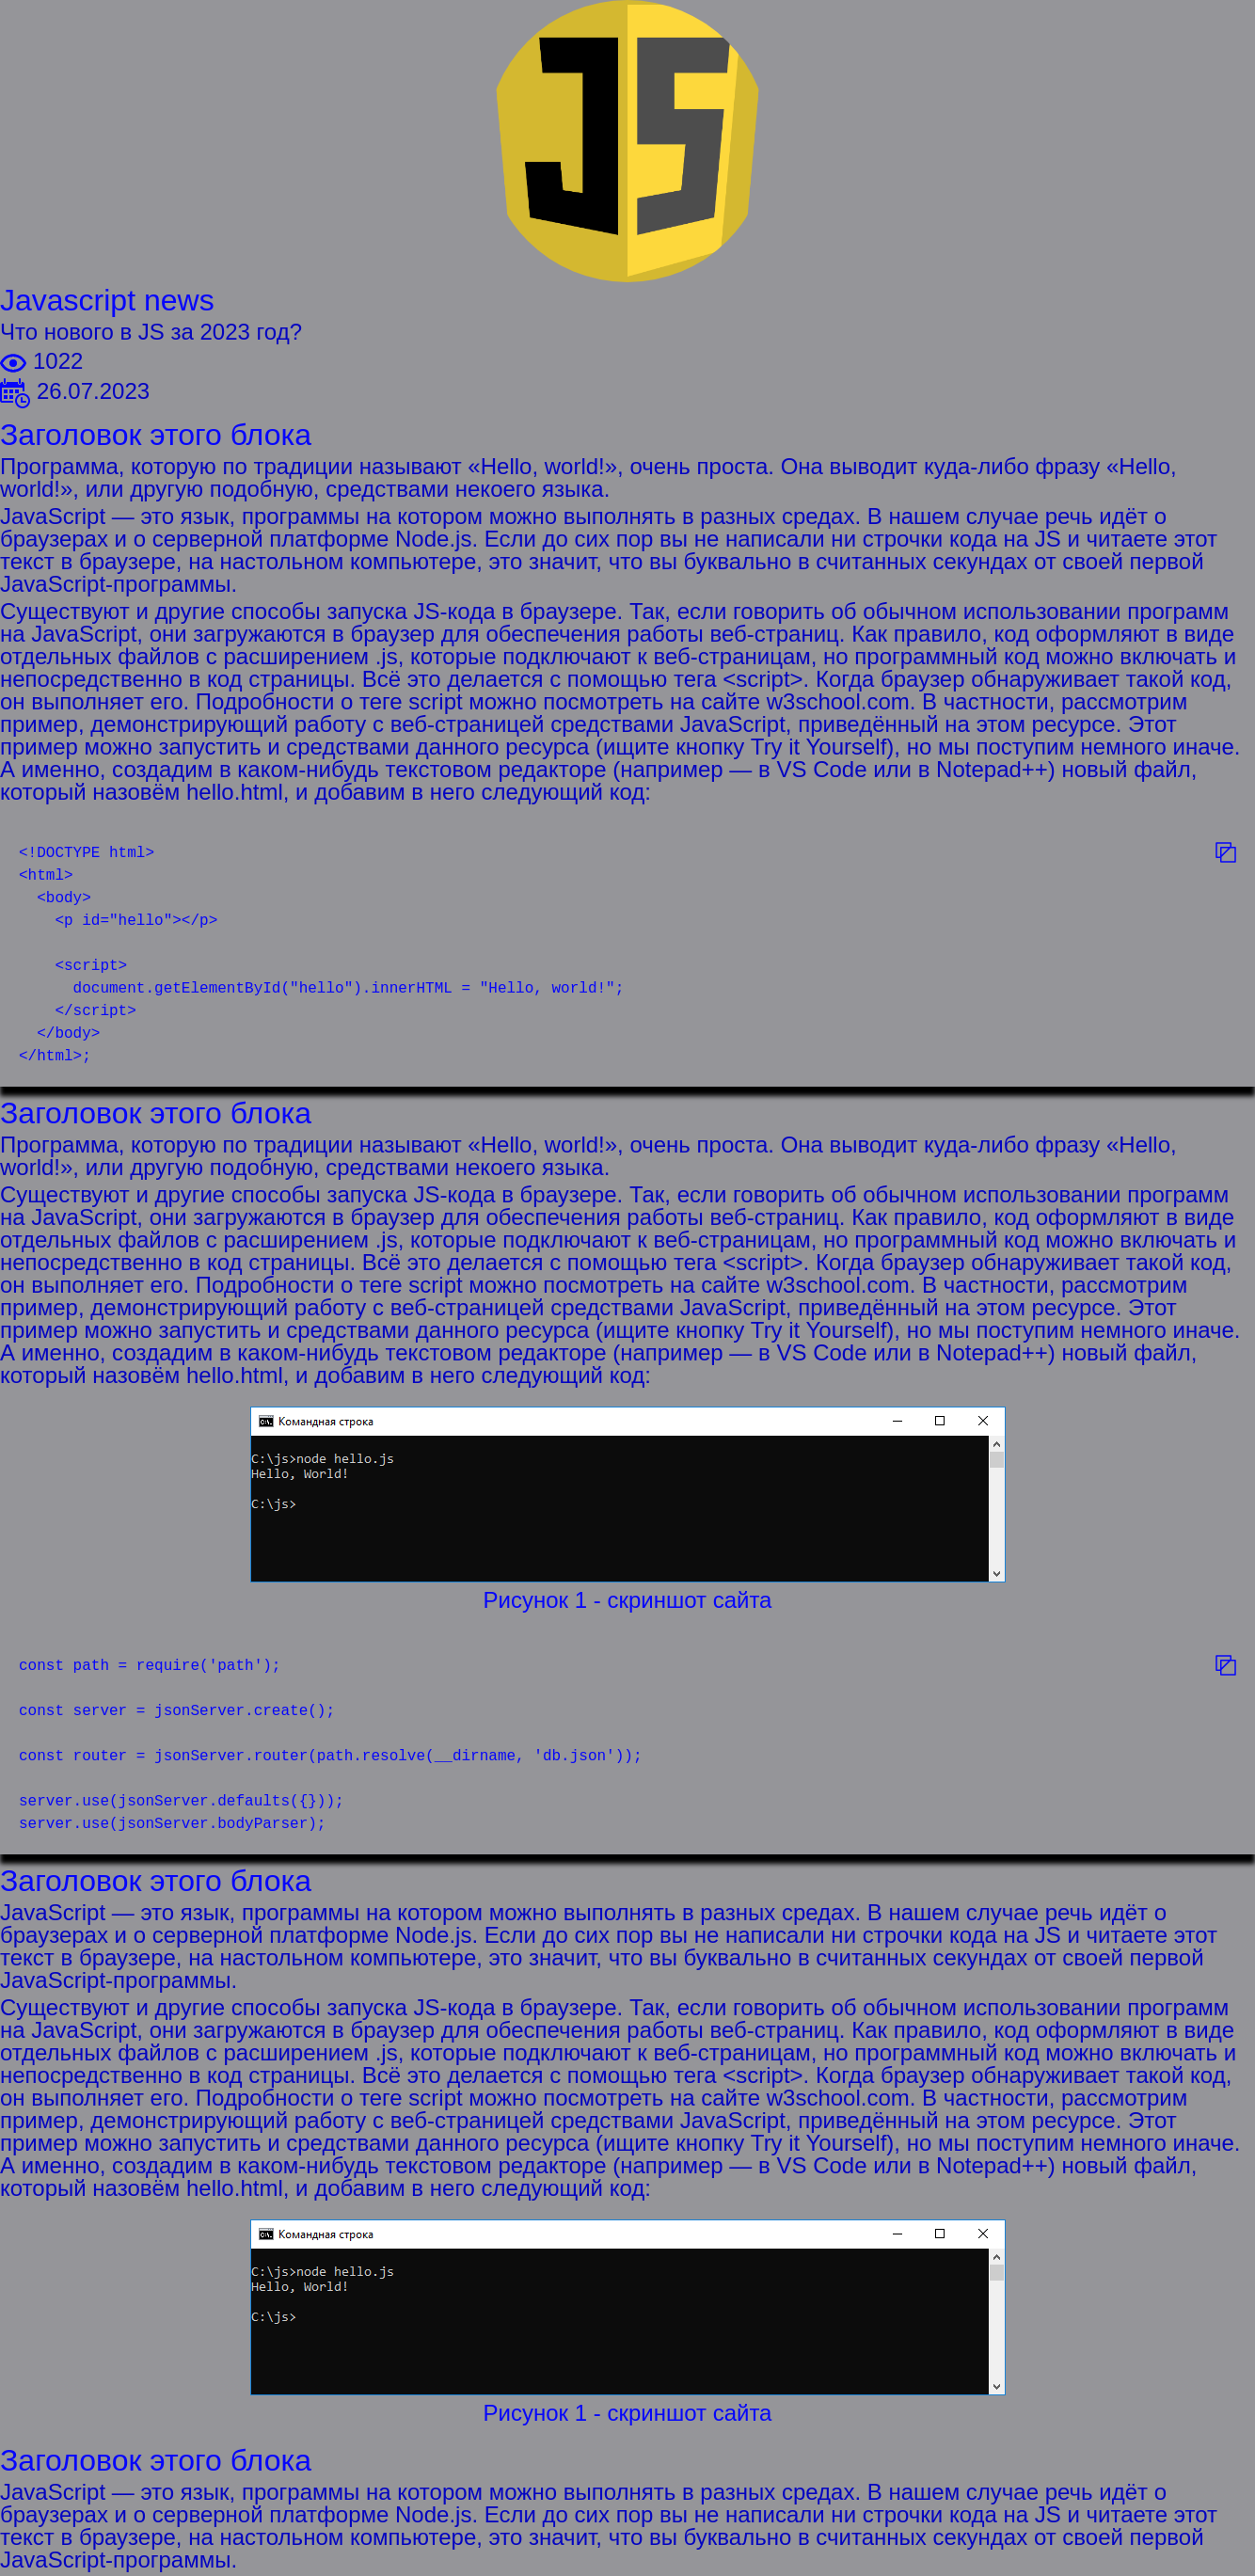 JS
Javascript news
Что нового в JS за 2023 год?
1022
26.07.2023
Заголовок этого блока
Программа, которую по традиции называют «Hello, world!», очень проста. Она выводит куда-либо фразу «Hello,
world!», или другую подобную, средствами некоего языка.
JavaScript — это язык, программы на котором можно выполнять в разных средах. В нашем случае речь идёт о
браузерах и о серверной платформе Node.js. Если до сих пор вы не написали ни строчки кода на JS и читаете этот
текст в браузере, на настольном компьютере, это значит, что вы буквально в считанных секундах от своей первой
JavaScript-программы.
Существуют и другие способы запуска JS-кода в браузере. Так, если говорить об обычном использовании программ
на JavaScript, они загружаются в браузер для обеспечения работы веб-страниц. Как правило, код оформляют в виде
отдельных файлов с расширением .js, которые подключают к веб-страницам, но программный код можно включать и
непосредственно в код страницы. Всё это делается с помощью тега <script>. Когда браузер обнаруживает такой код,
он выполняет его. Подробности о теге script можно посмотреть на сайте w3school.com. В частности, рассмотрим
пример, демонстрирующий работу с веб-страницей средствами JavaScript, приведённый на этом ресурсе. Этот
пример можно запустить и средствами данного ресурса (ищите кнопку Try it Yourself), но мы поступим немного иначе.
А именно, создадим в каком-нибудь текстовом редакторе (например — в VS Code или в Notepad++) новый файл,
который назовём hello.html, и добавим в него следующий код:
<!DOCTYPE html>
<html>
  <body>
    <p id="hello"></p>
    <script>
      document.getElementById("hello").innerHTML = "Hello, world!";
    </script>
  </body>
</html>;
Заголовок этого блока
Программа, которую по традиции называют «Hello, world!», очень проста. Она выводит куда-либо фразу «Hello,
world!», или другую подобную, средствами некоего языка.
Существуют и другие способы запуска JS-кода в браузере. Так, если говорить об обычном использовании программ
на JavaScript, они загружаются в браузер для обеспечения работы веб-страниц. Как правило, код оформляют в виде
отдельных файлов с расширением .js, которые подключают к веб-страницам, но программный код можно включать и
непосредственно в код страницы. Всё это делается с помощью тега <script>. Когда браузер обнаруживает такой код,
он выполняет его. Подробности о теге script можно посмотреть на сайте w3school.com. В частности, рассмотрим
пример, демонстрирующий работу с веб-страницей средствами JavaScript, приведённый на этом ресурсе. Этот
пример можно запустить и средствами данного ресурса (ищите кнопку Try it Yourself), но мы поступим немного иначе.
А именно, создадим в каком-нибудь текстовом редакторе (например — в VS Code или в Notepad++) новый файл,
который назовём hello.html, и добавим в него следующий код:
Командная строка
C:\js>node hello.js
Hello, World!
C:\js>
Рисунок 1 - скриншот сайта
const path = require('path');
const server = jsonServer.create();
const router = jsonServer.router(path.resolve(__dirname, 'db.json'));
server.use(jsonServer.defaults({}));
server.use(jsonServer.bodyParser);
Заголовок этого блока
JavaScript — это язык, программы на котором можно выполнять в разных средах. В нашем случае речь идёт о
браузерах и о серверной платформе Node.js. Если до сих пор вы не написали ни строчки кода на JS и читаете этот
текст в браузере, на настольном компьютере, это значит, что вы буквально в считанных секундах от своей первой
JavaScript-программы.
Существуют и другие способы запуска JS-кода в браузере. Так, если говорить об обычном использовании программ
на JavaScript, они загружаются в браузер для обеспечения работы веб-страниц. Как правило, код оформляют в виде
отдельных файлов с расширением .js, которые подключают к веб-страницам, но программный код можно включать и
непосредственно в код страницы. Всё это делается с помощью тега <script>. Когда браузер обнаруживает такой код,
он выполняет его. Подробности о теге script можно посмотреть на сайте w3school.com. В частности, рассмотрим
пример, демонстрирующий работу с веб-страницей средствами JavaScript, приведённый на этом ресурсе. Этот
пример можно запустить и средствами данного ресурса (ищите кнопку Try it Yourself), но мы поступим немного иначе.
А именно, создадим в каком-нибудь текстовом редакторе (например — в VS Code или в Notepad++) новый файл,
который назовём hello.html, и добавим в него следующий код:
Командная строка
C:\js>node hello.js
Hello, World!
C:\js>
Рисунок 1 - скриншот сайта
Заголовок этого блока
JavaScript — это язык, программы на котором можно выполнять в разных средах. В нашем случае речь идёт о
браузерах и о серверной платформе Node.js. Если до сих пор вы не написали ни строчки кода на JS и читаете этот
текст в браузере, на настольном компьютере, это значит, что вы буквально в считанных секундах от своей первой
JavaScript-программы.